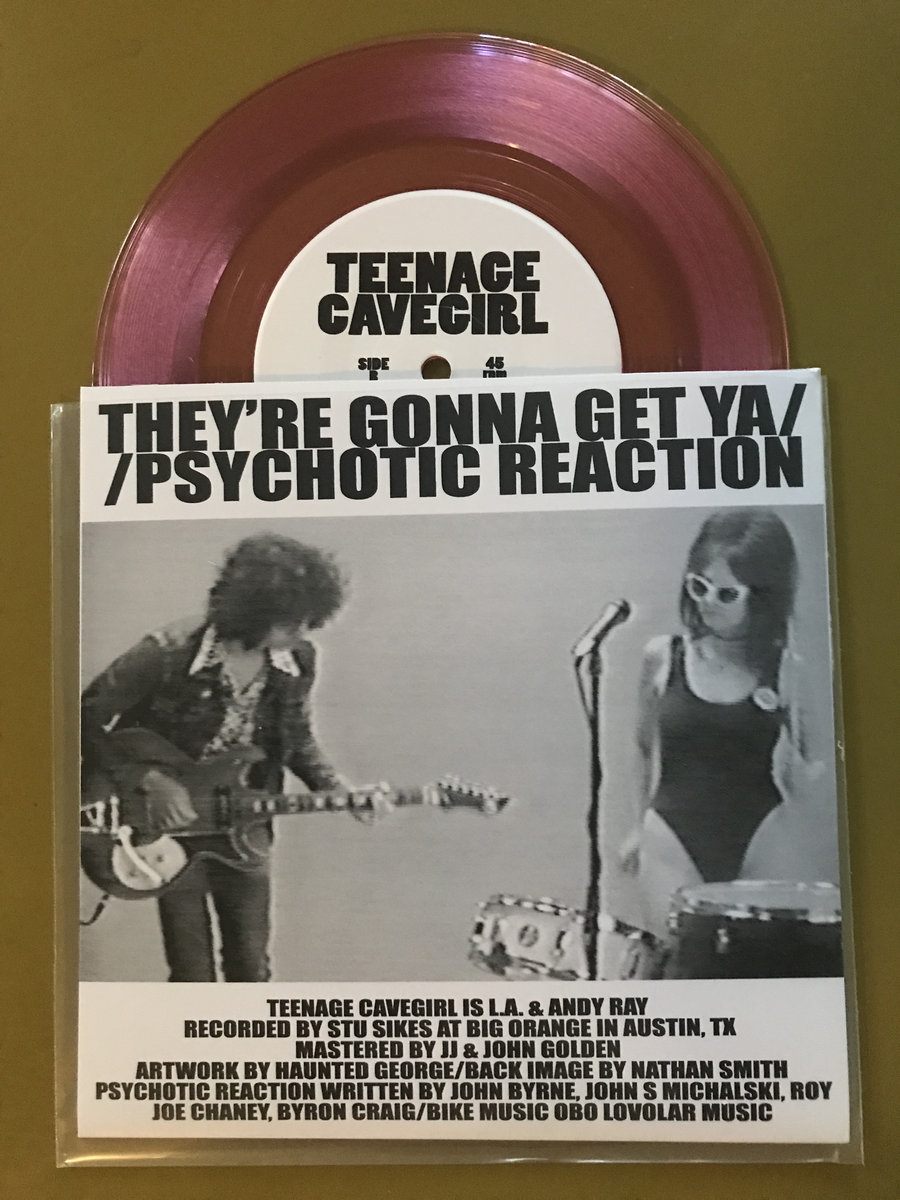 TEENAGE
CAVEGIRL
SIDE 45
B rpm
THEY'RE GONNA GET YA/
/PSYCHOTIC REACTION
TEENAGE CAVEGIRL IS L.A. & ANDY RAY
RECORDED BY STU SIKES AT BIG ORANGE IN AUSTIN, TX
MASTERED BY JJ & JOHN GOLDEN
ARTWORK BY HAUNTED GEORGE/BACK IMAGE BY NATHAN SMITH
PSYCHOTIC REACTION WRITTEN BY JOHN BYRNE, JOHN S MICHALSKI, ROY
JOE CHANEY, BYRON CRAIG/BIKE MUSIC OBO LOVOLAR MUSIC